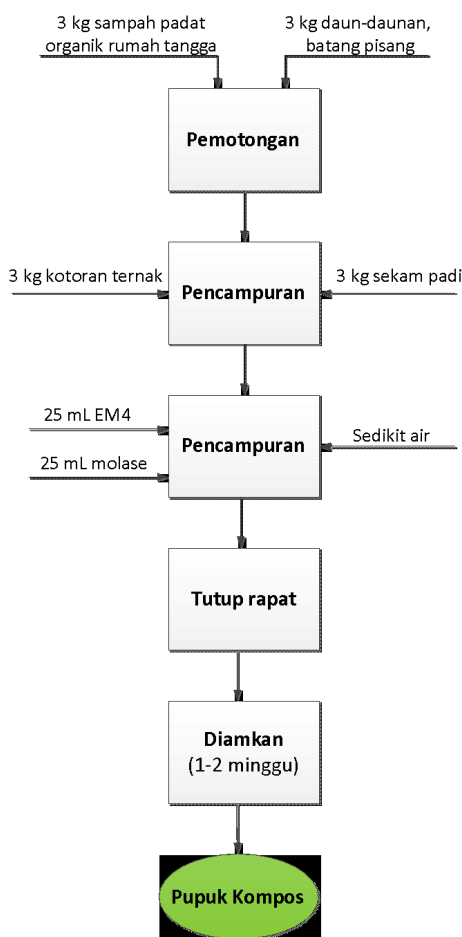 3 kg sampah padat
organik rumah tangga
3 kg daun-daunan,
batang pisang
Pemotongan
3 kg kotoran ternak
Pencampuran
3 kg sekam padi
25 mL EM4
25 mL molase
Pencampuran
Sedikit air
Tutup rapat
Diamkan
(1-2 minggu)
Pupuk Kompos